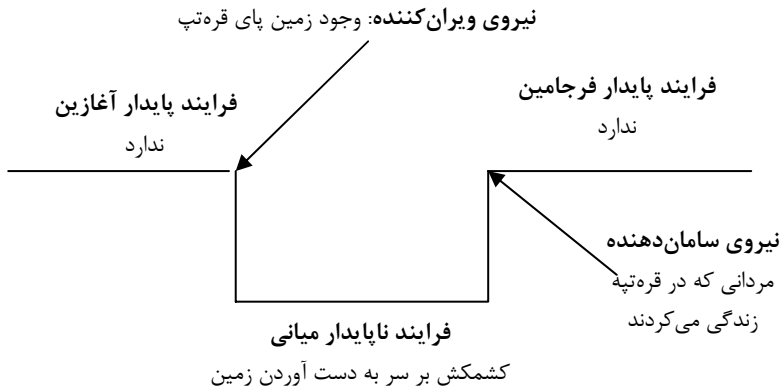 نیروی ویران‌کننده: وجود زمین پای قره‌تپ
فرایند پایدار آغازین
ندارد
فرایند پایدار فرجامین
ندارد
نیروی سامان‌دهنده
مردانی که در قره‌تپه
زندگی می‌کردند
فرایند ناپایدار میانی
کشمکش بر سر به دست آوردن زمین